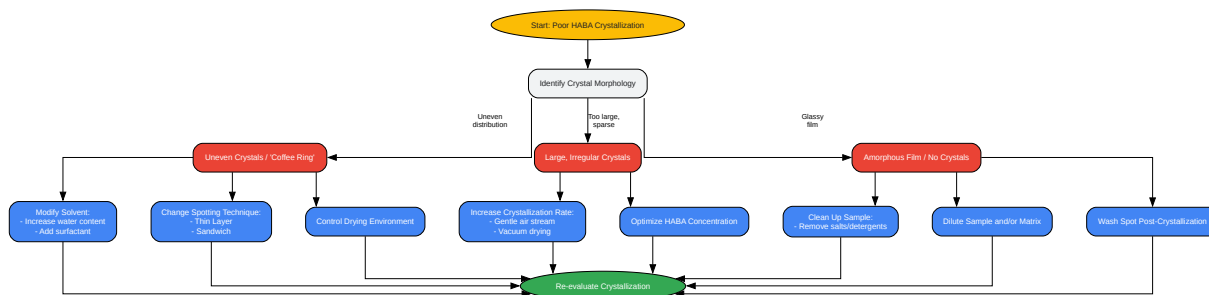 Start: Poor HABA Crystallization
Identify Crystal Morphology
Uneven
distribution
Too large,
sparse
Glassy
film
Uneven Crystals / 'Coffee Ring'
Large, Irregular Crystals
Amorphous Film / No Crystals
Modify Solvent:
- Increase water content
- Add surfactant
Change Spotting Technique:
- Thin Layer
- Sandwich
Control Drying Environment
Increase Crystallization Rate:
- Gentle air stream
- Vacuum drying
Optimize HABA Concentration
Clean Up Sample:
- Remove salts/detergents
Dilute Sample and/or Matrix
Wash Spot Post-Crystallization
Re-evaluate Crystallization